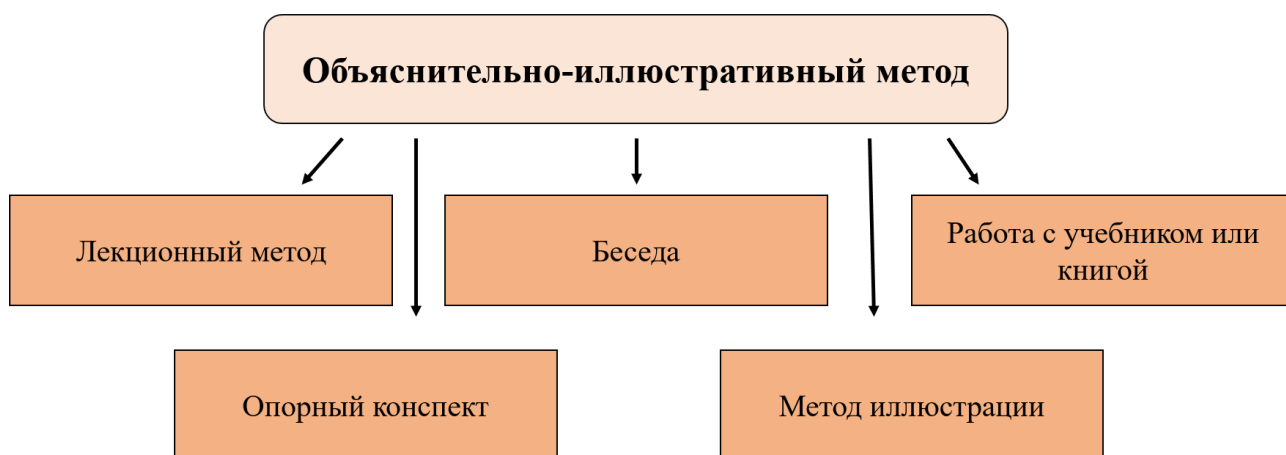 Объяснительно-иллюстративный метод
Лекционный метод
Беседа
Работа с учебником или
книгой
Опорный конспект
Метод иллюстрации